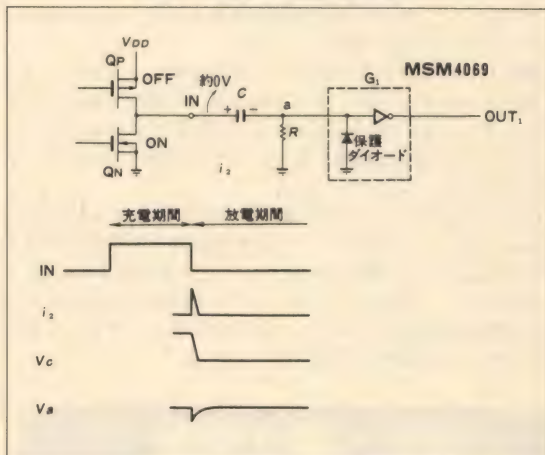 VDD
QP
OFF
約0V
IN
C
+ −
a
R
G₁
MSM4069
OUT₁
保護
ダイオード
ON
QN
i₂
充電期間
放電期間
IN
i₂
Vc
Va